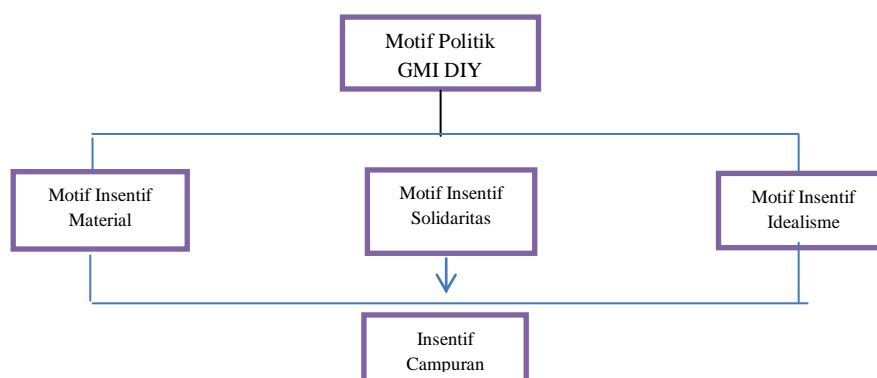 Motif Politik
GMI DIY
Motif Insentif
Material
Motif Insentif
Solidaritas
Motif Insentif
Idealisme
Insentif
Campuran